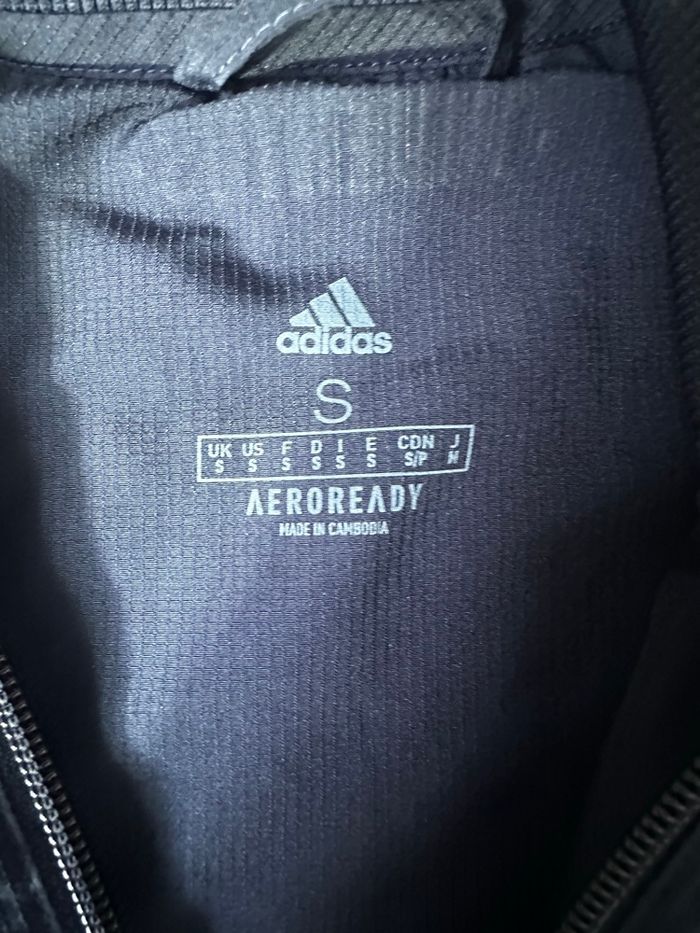 adidas
S
UK US F D I E CDN J
S S S S S S S/P M
AEROREADY
MADE IN CAMBODIA